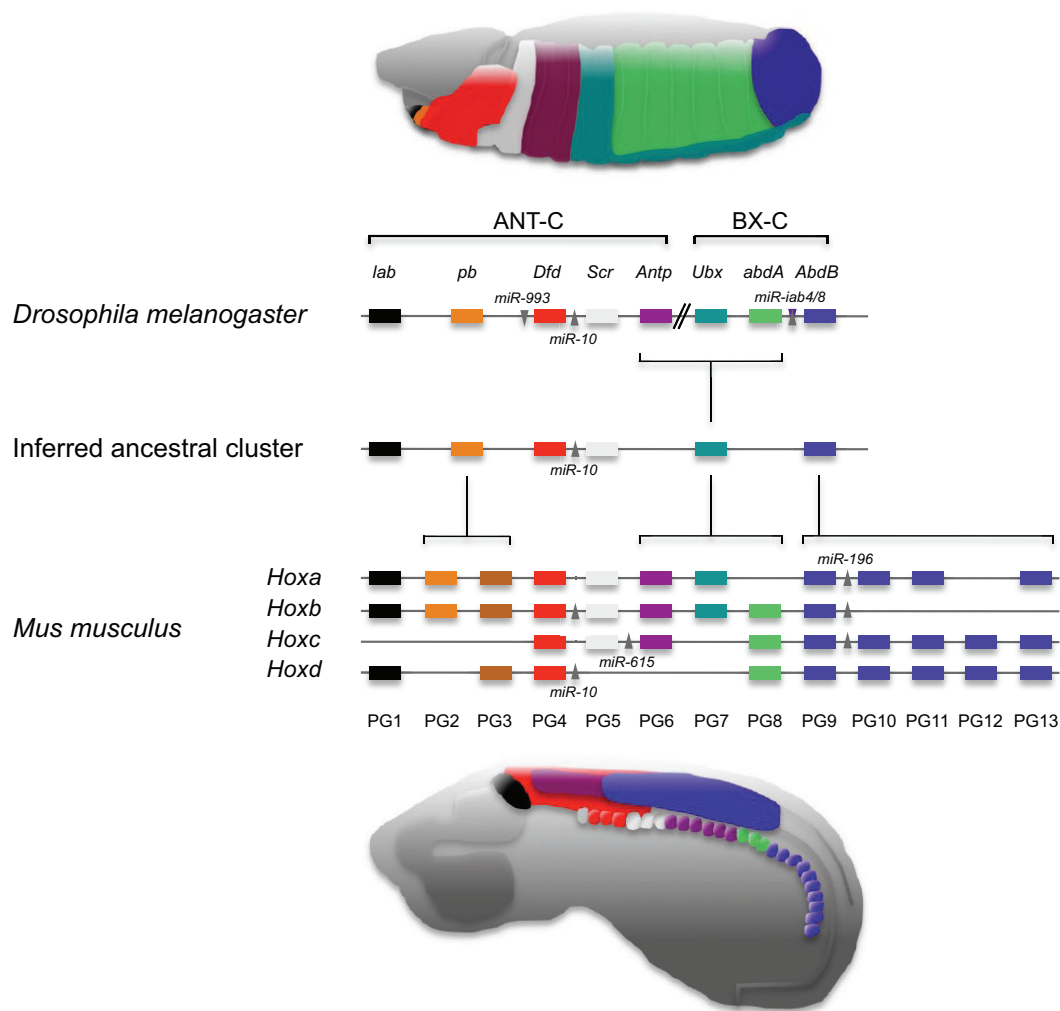 ANT-C BX-C
lab pb Dfd Scr Antp Ubx abdA AbdB
miR-993 miR-iab4/8
Drosophila melanogaster
miR-10
Inferred ancestral cluster
miR-10
miR-196
Hoxa
Hoxb
Mus musculus
Hoxc
miR-615
Hoxd
miR-10
PG1 PG2 PG3 PG4 PG5 PG6 PG7 PG8 PG9 PG10 PG11 PG12 PG13